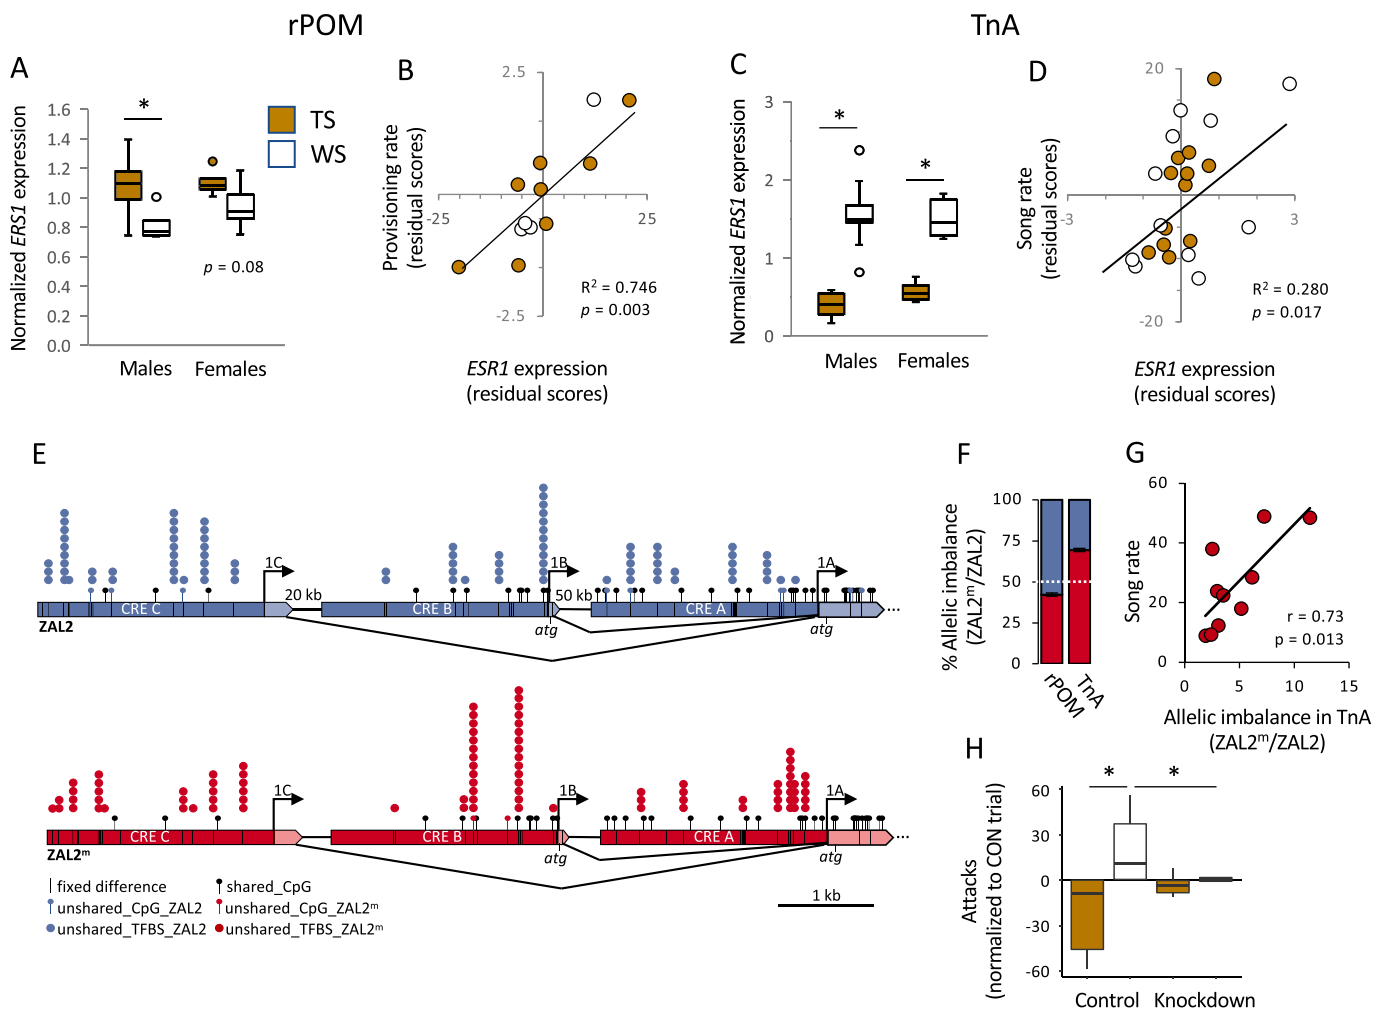 rPOM
TnA
A
Normalized ERS1 expression
1.6
1.4
1.2
1.0
0.8
0.6
0.4
0.2
0.0
*
p = 0.08
Males
Females
TS
WS
B
Provisioning rate
(residual scores)
2.5
-25
25
-2.5
R² = 0.746
p = 0.003
ESR1 expression
(residual scores)
C
Normalized ERS1 expression
3
2
1
0
*
*
Males
Females
D
Song rate
(residual scores)
20
-3
3
-20
R² = 0.280
p = 0.017
ESR1 expression
(residual scores)
E
1C
1B
1A
20 kb
50 kb
CRE C
CRE B
CRE A
ZAL2
atg
atg
...
1C
1B
1A
CRE C
CRE B
CRE A
ZAL2ᵐ
atg
atg
...
fixed difference
shared_CpG
unshared_CpG_ZAL2
unshared_CpG_ZAL2ᵐ
unshared_TFBS_ZAL2
unshared_TFBS_ZAL2ᵐ
1 kb
F
% Allelic imbalance
(ZAL2ᵐ/ZAL2)
100
75
50
25
0
rPOM
TnA
G
Song rate
60
40
20
0
r = 0.73
p = 0.013
0
5
10
15
Allelic imbalance in TnA
(ZAL2ᵐ/ZAL2)
H
Attacks
(normalized to CON trial)
60
30
0
-30
-60
*
*
Control
Knockdown